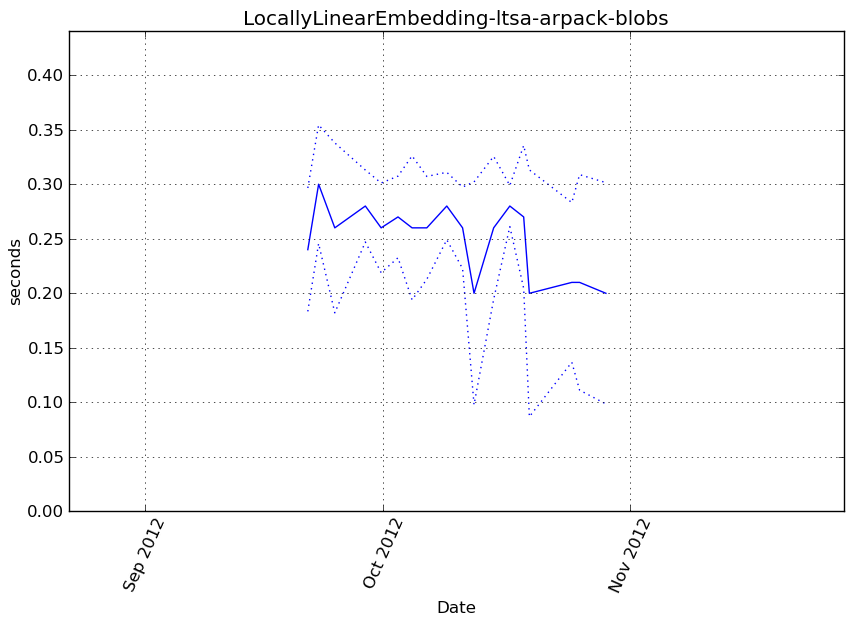 LocallyLinearEmbedding-ltsa-arpack-blobs
0.40
0.35
0.30
0.25
0.20
0.15
0.10
0.05
0.00
seconds
Sep 2012
Oct 2012
Nov 2012
Date